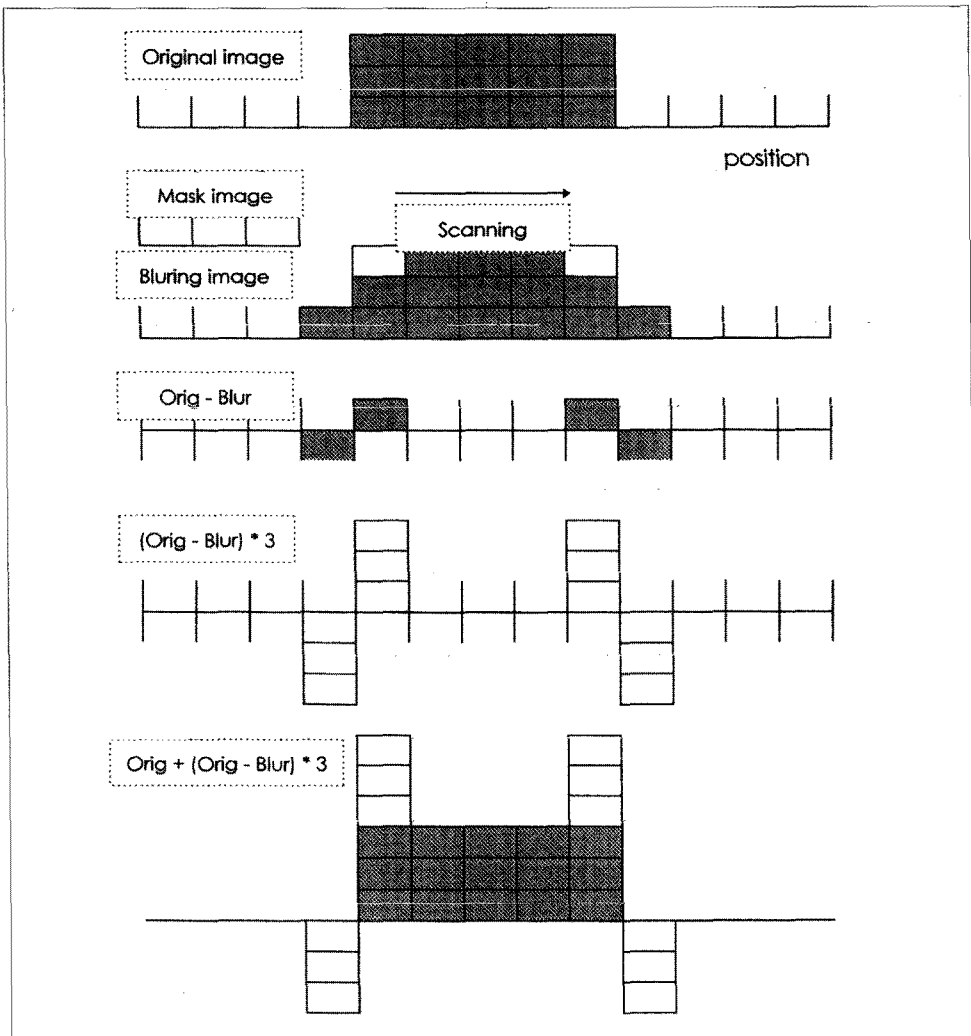 Original image
position
Mask image
Scanning
Bluring image
Orig - Blur
(Orig - Blur) * 3
Orig + (Orig - Blur) * 3